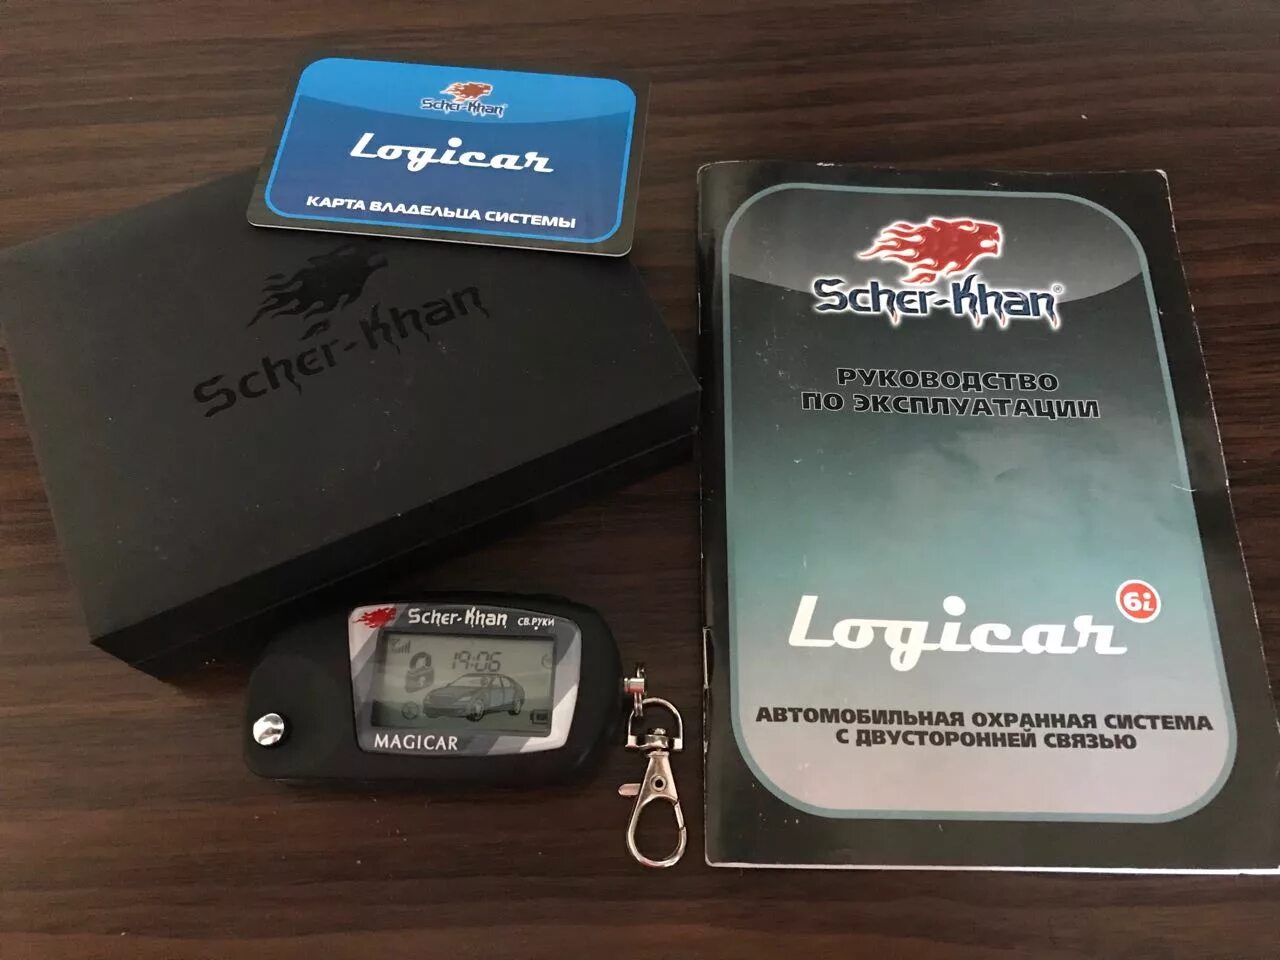 Scher-Khan
Logicar
КАРТА ВЛАДЕЛЬЦА СИСТЕМЫ
Scher-Khan
Scher-Khan СВ.РУКИ
19:06
MAGICAR
Scher-Khan®
РУКОВОДСТВО
ПО ЭКСПЛУАТАЦИИ
Logicar 6i
АВТОМОБИЛЬНАЯ ОХРАННАЯ СИСТЕМА
С ДВУСТОРОННЕЙ СВЯЗЬЮ